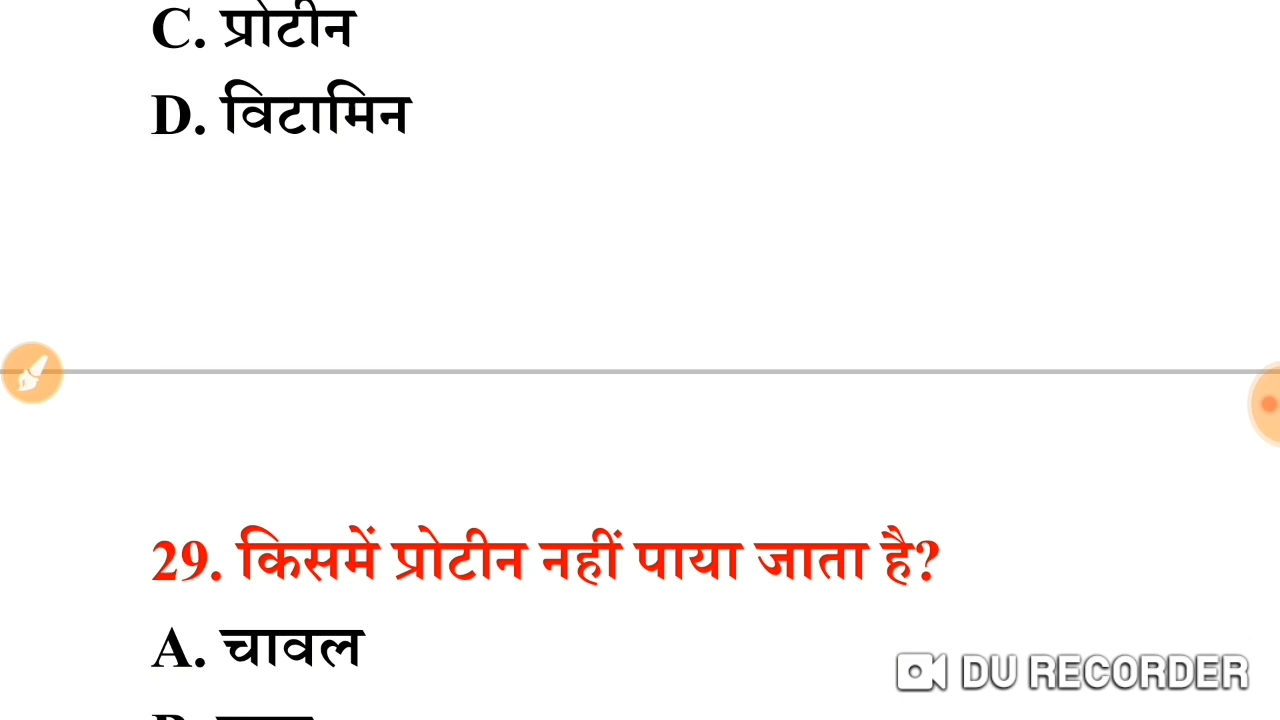 C. प्रोटीन
D. विटामिन
29. किसमें प्रोटीन नहीं पाया जाता है?
A. चावल
DU RECORDER